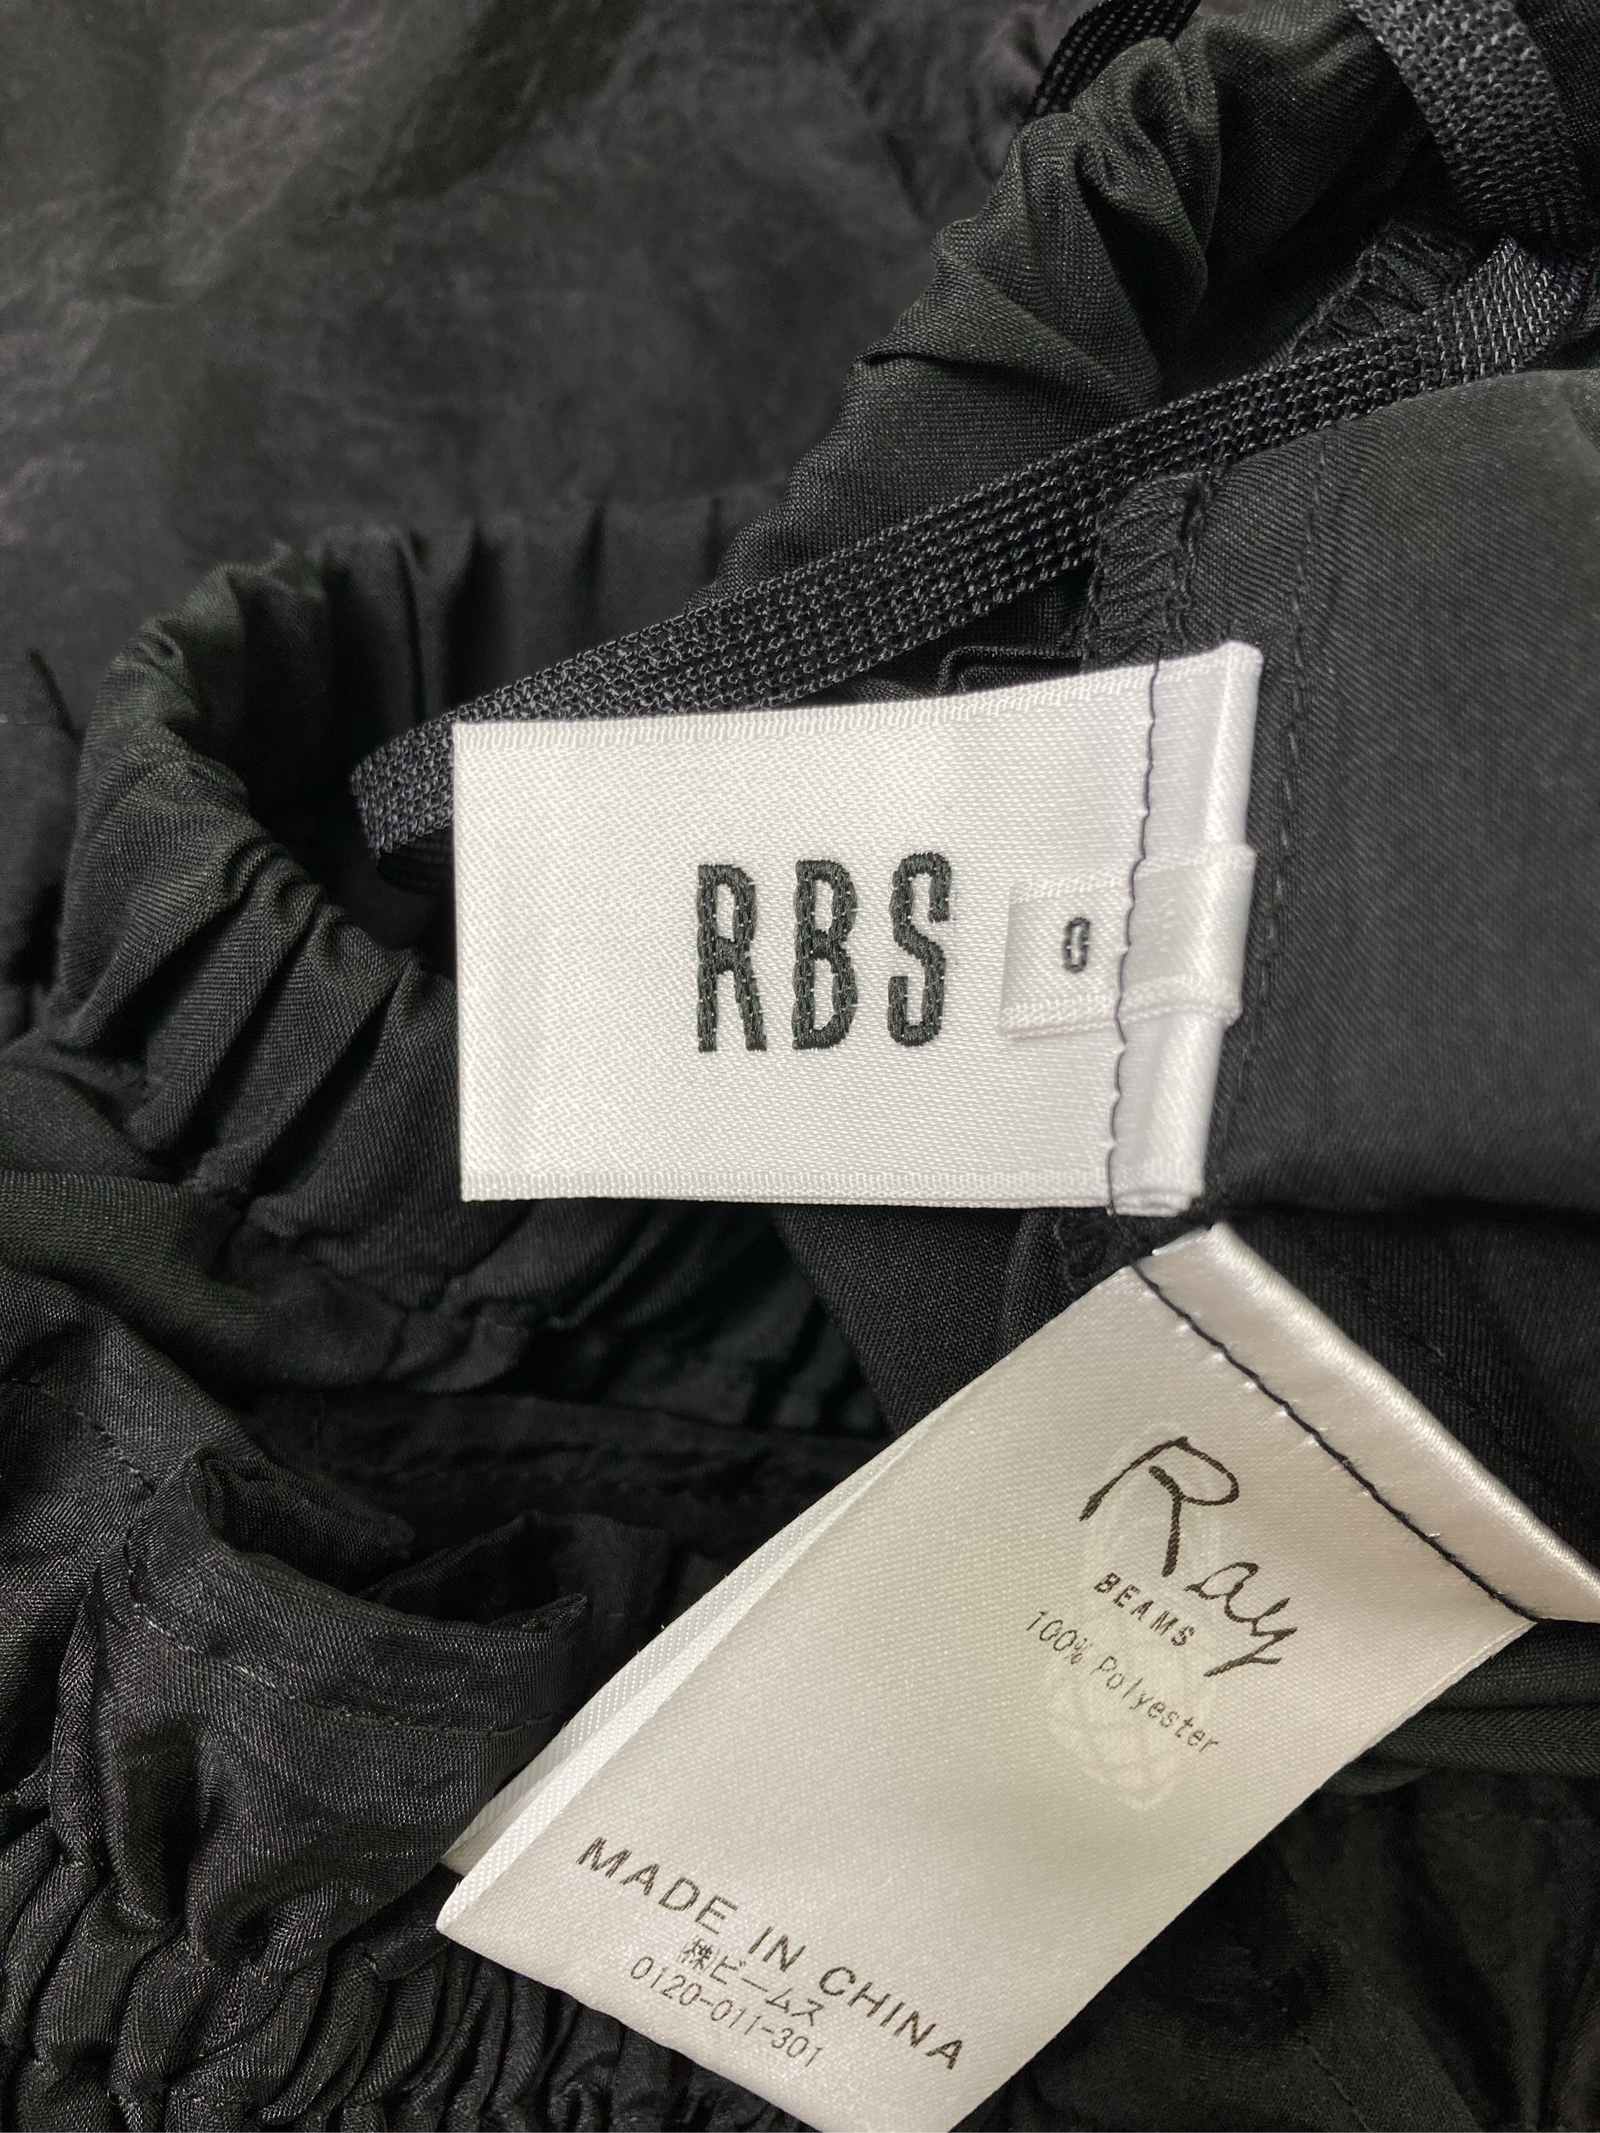 RBS
0
Ray
BEAMS
100% Polyester
MADE IN CHINA
㈱ビームス
0120-011-301